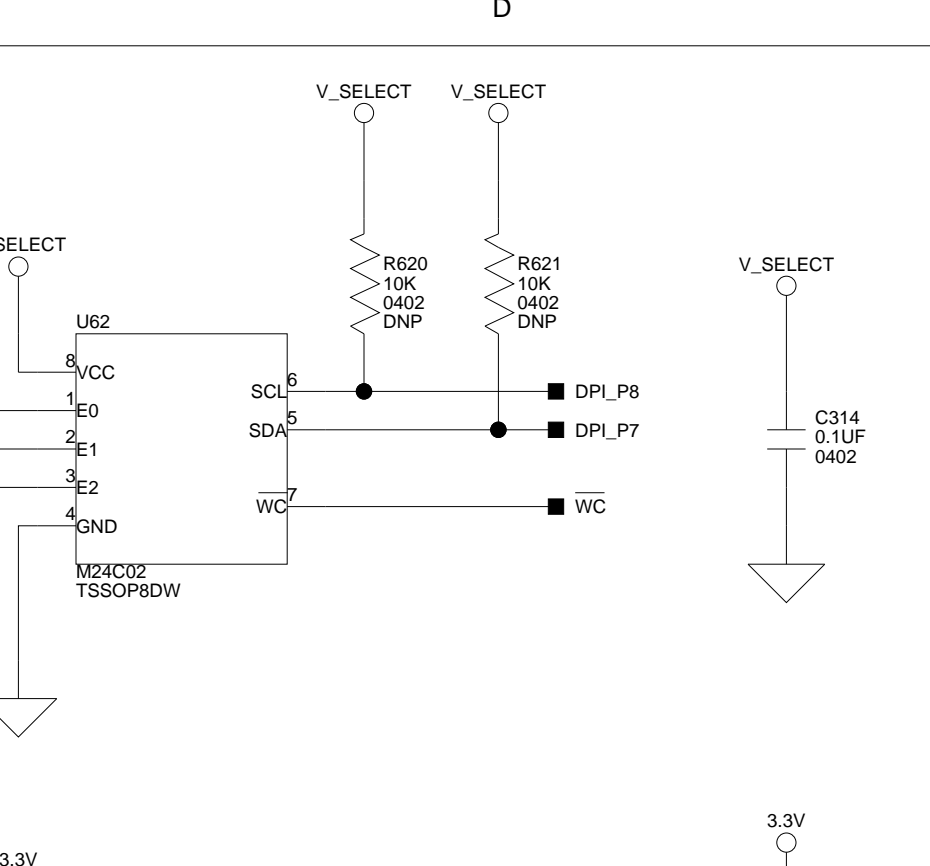 D
V_SELECT
V_SELECT
SELECT
R620
10K
0402
DNP
R621
10K
0402
DNP
V_SELECT
U62
8
VCC
1
E0
2
E1
3
E2
4
GND
SCL
6
SDA
5
WC
7
DPI_P8
DPI_P7
WC
M24C02
TSSOP8DW
C314
0.1UF
0402
3.3V
3.3V